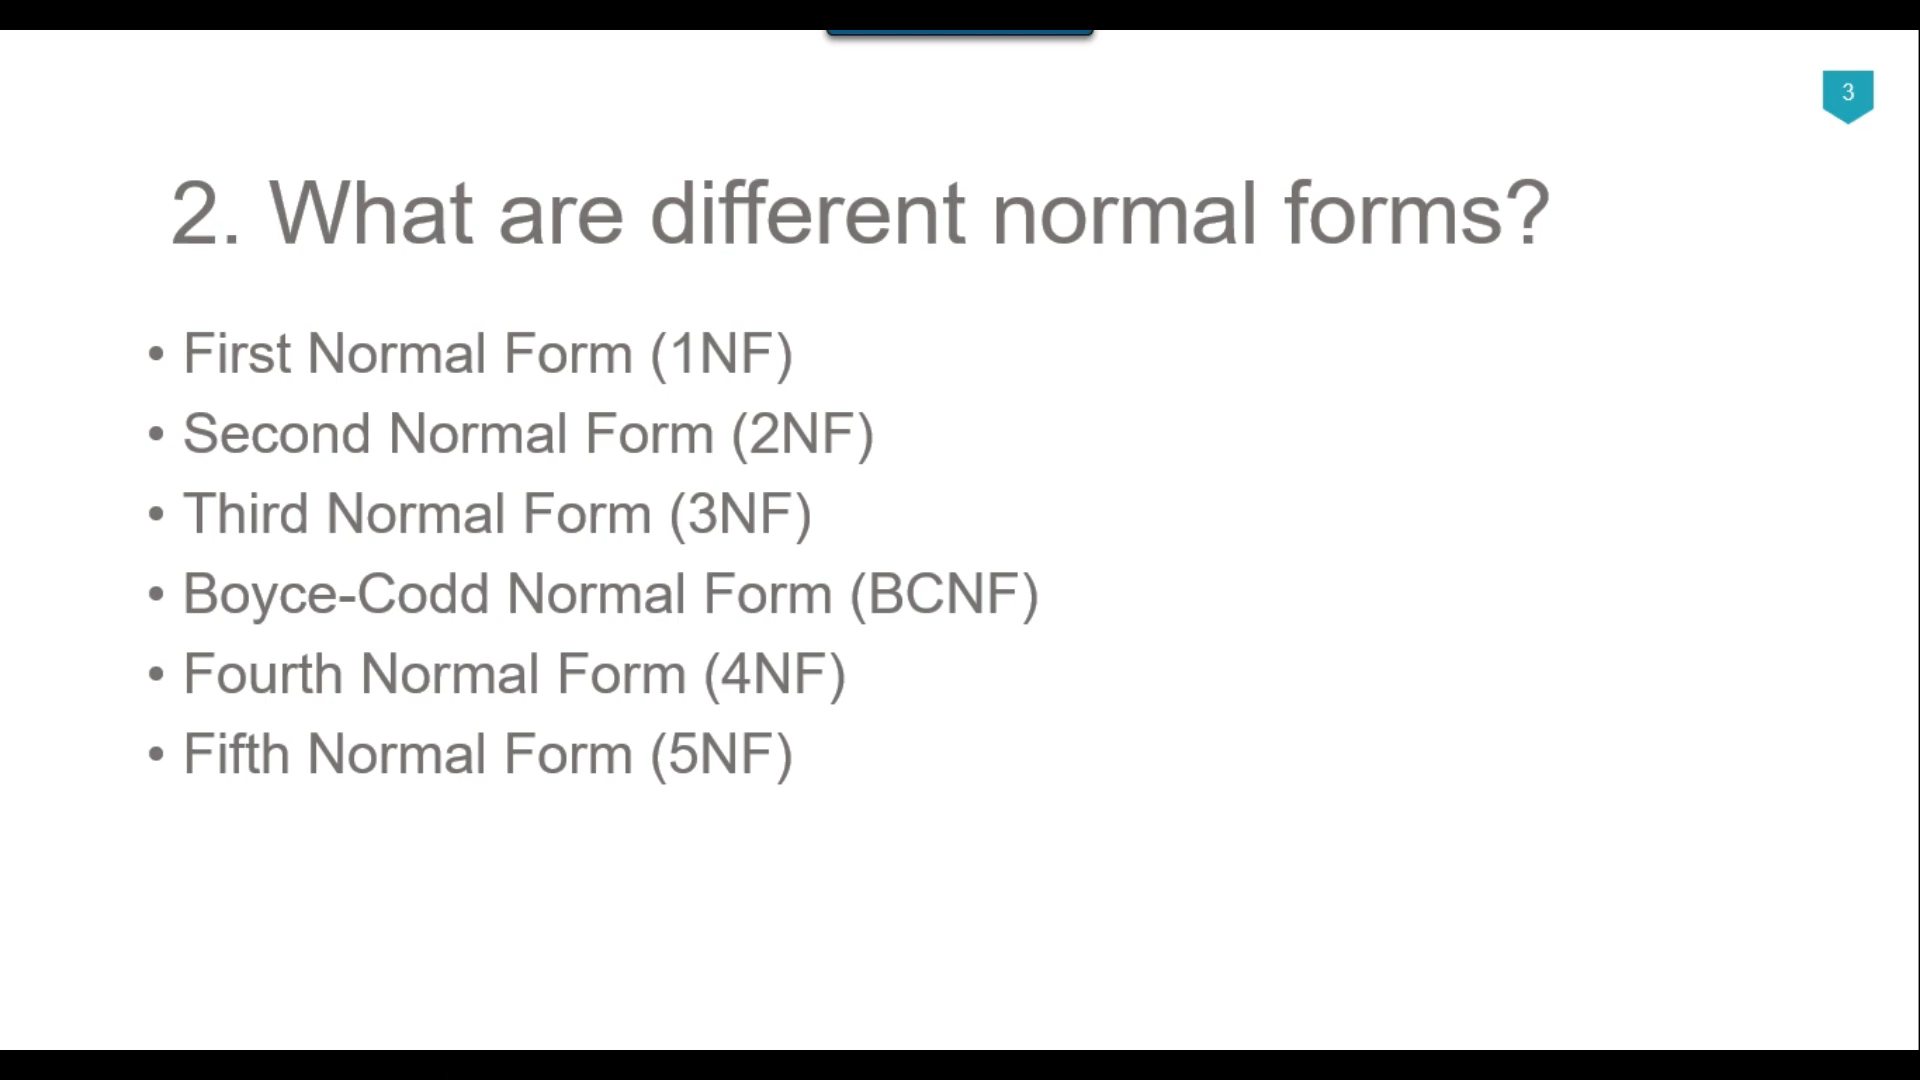 3
2. What are different normal forms?
• First Normal Form (1NF)
• Second Normal Form (2NF)
• Third Normal Form (3NF)
• Boyce-Codd Normal Form (BCNF)
• Fourth Normal Form (4NF)
• Fifth Normal Form (5NF)